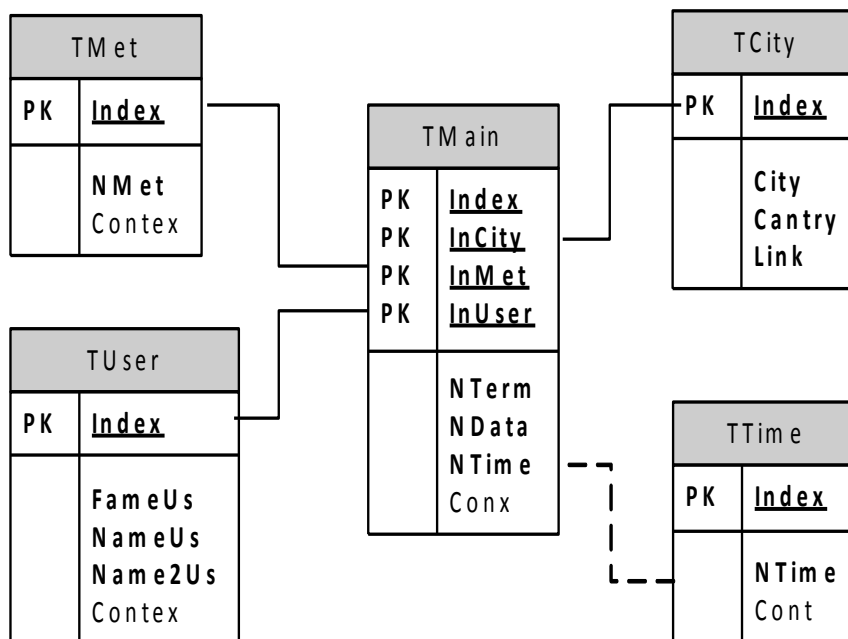 TMet
PK Index
NMet
Contex
TUser
PK Index
FameUs
NameUs
Name2Us
Contex
TMain
PK Index
PK InCity
PK InMet
PK InUser
NTerm
NData
NTime
Conx
TCity
PK Index
City
Cantry
Link
TTime
PK Index
NTime
Cont